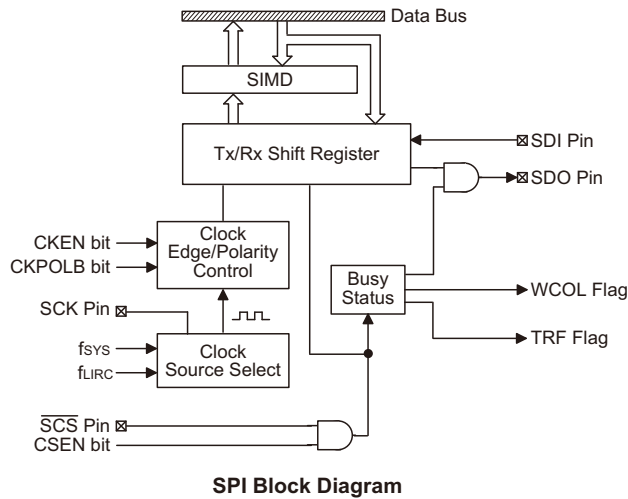 Data Bus
SIMD
Tx/Rx Shift Register
SDI Pin
SDO Pin
CKEN bit
CKPOLB bit
Clock
Edge/Polarity
Control
Busy
Status
WCOL Flag
TRF Flag
SCK Pin
fSYS
fLIRC
Clock
Source Select
SCS Pin
CSEN bit
SPI Block Diagram